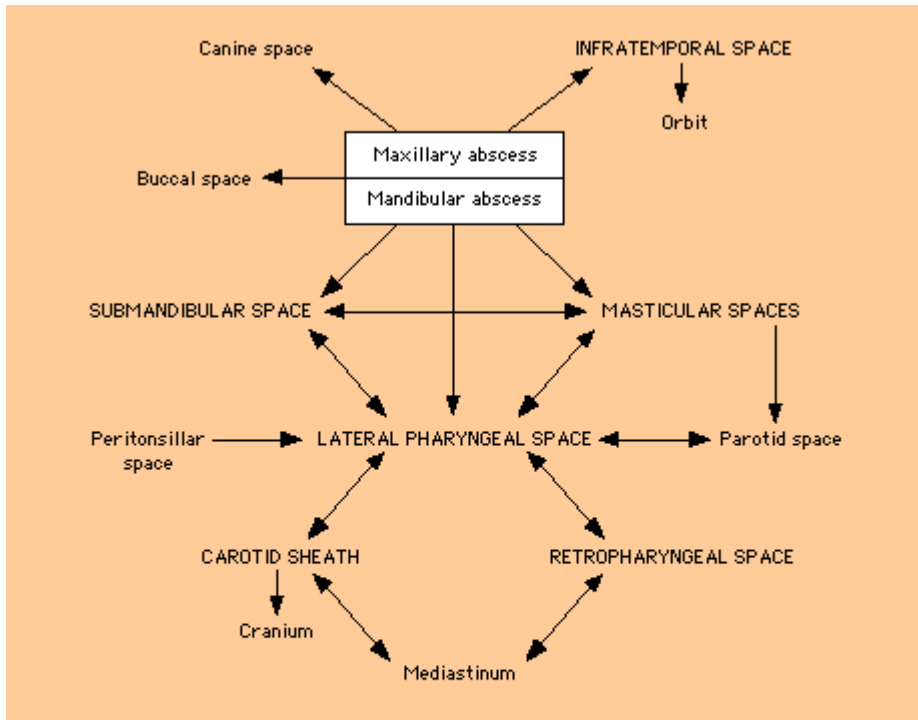 Canine space
INFRATEMPORAL SPACE
Orbit
Maxillary abscess
Buccal space
Mandibular abscess
SUBMANDIBULAR SPACE
MASTICULAR SPACES
Peritonsillar
space
LATERAL PHARYNGEAL SPACE
Parotid space
CAROTID SHEATH
RETROPHARYNGEAL SPACE
Cranium
Mediastinum